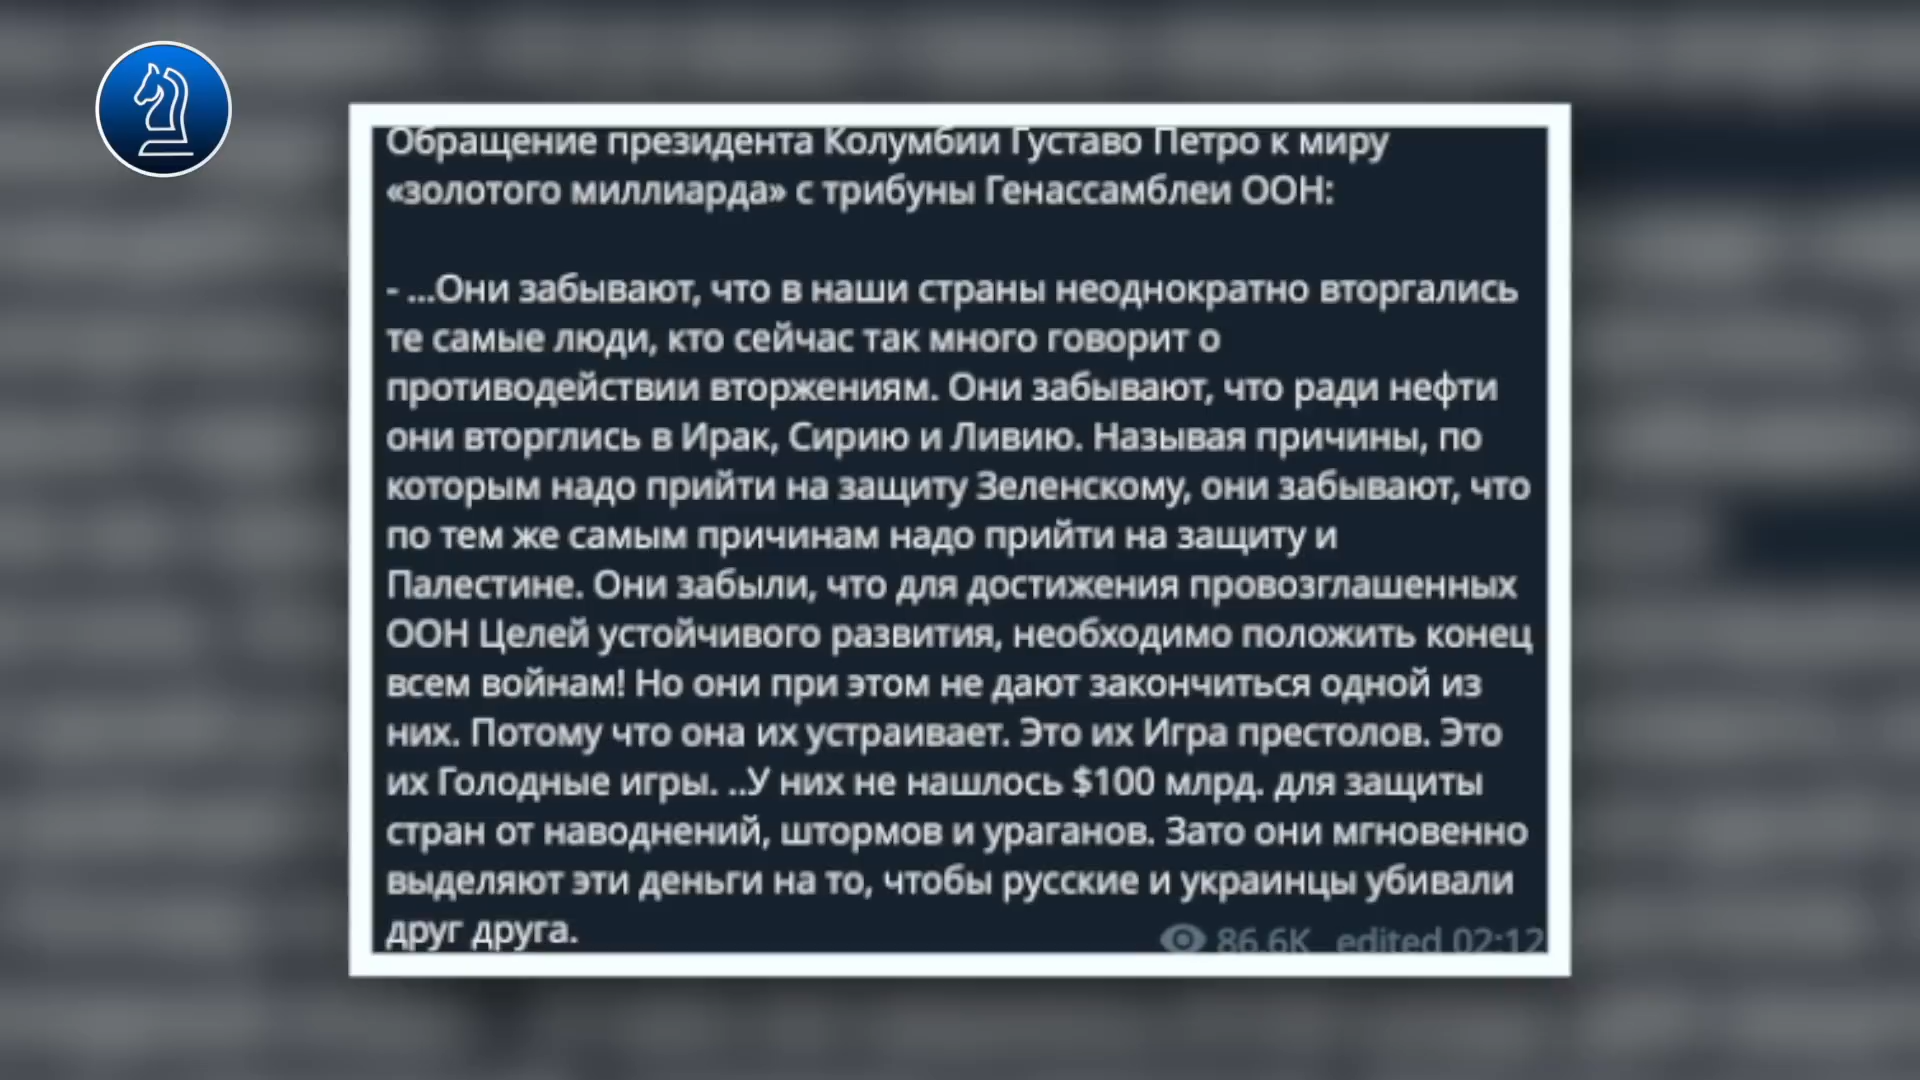 Обращение президента Колумбии Густаво Петро к миру
«золотого миллиарда» с трибуны Генассамблеи ООН:
- ...Они забывают, что в наши страны неоднократно вторгались
те самые люди, кто сейчас так много говорит о
противодействии вторжениям. Они забывают, что ради нефти
они вторглись в Ирак, Сирию и Ливию. Называя причины, по
которым надо прийти на защиту Зеленскому, они забывают, что
по тем же самым причинам надо прийти на защиту и
Палестине. Они забыли, что для достижения провозглашенных
ООН Целей устойчивого развития, необходимо положить конец
всем войнам! Но они при этом не дают закончиться одной из
них. Потому что она их устраивает. Это их Игра престолов. Это
их Голодные игры. ..У них не нашлось $100 млрд. для защиты
стран от наводнений, штормов и ураганов. Зато они мгновенно
выделяют эти деньги на то, чтобы русские и украинцы убивали
друг друга.
86.6K edited 02:12